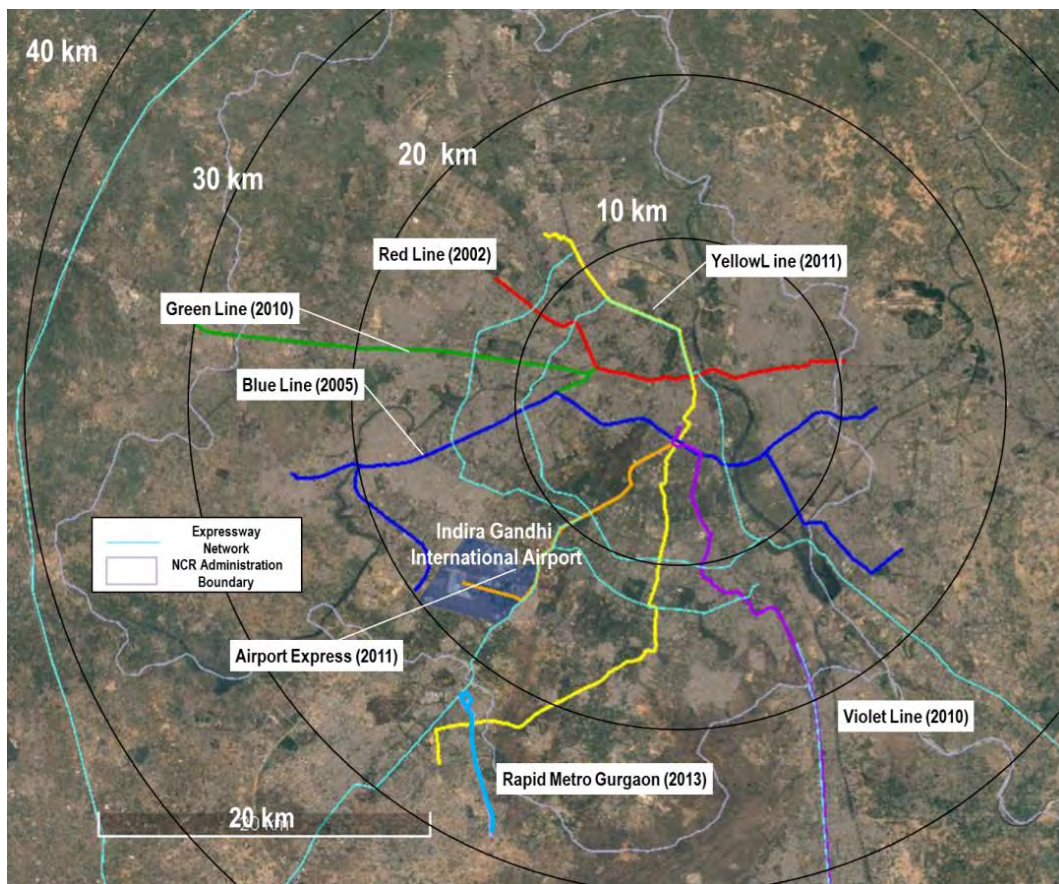 40 km
20 km
30 km
10 km
Red Line (2002)
YellowL ine (2011)
Green Line (2010)
Blue Line (2005)
Expressway
Network
NCR Administration
Boundary
Indira Gandhi
International Airport
Airport Express (2011)
Violet Line (2010)
Rapid Metro Gurgaon (2013)
20 km